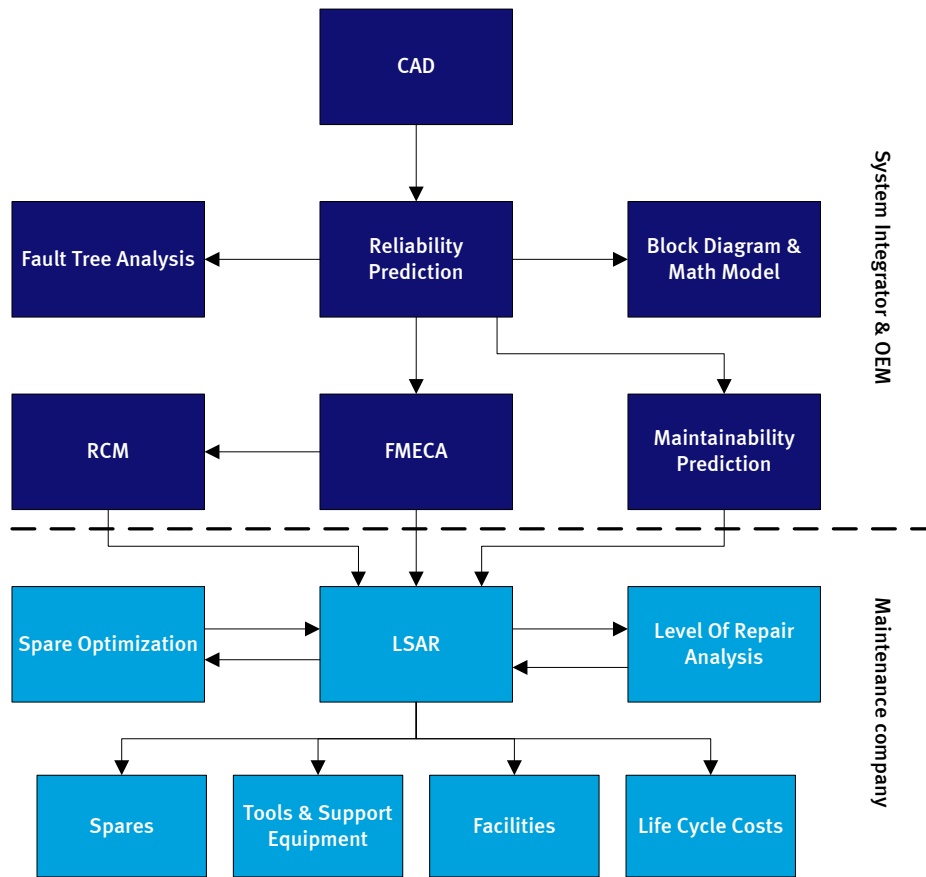 CAD
System Integrator & OEM
Fault Tree Analysis
Reliability
Prediction
Block Diagram &
Math Model
RCM
FMECA
Maintainability
Prediction
Spare Optimization
LSAR
Level Of Repair
Analysis
Maintenance company
Spares
Tools & Support
Equipment
Facilities
Life Cycle Costs